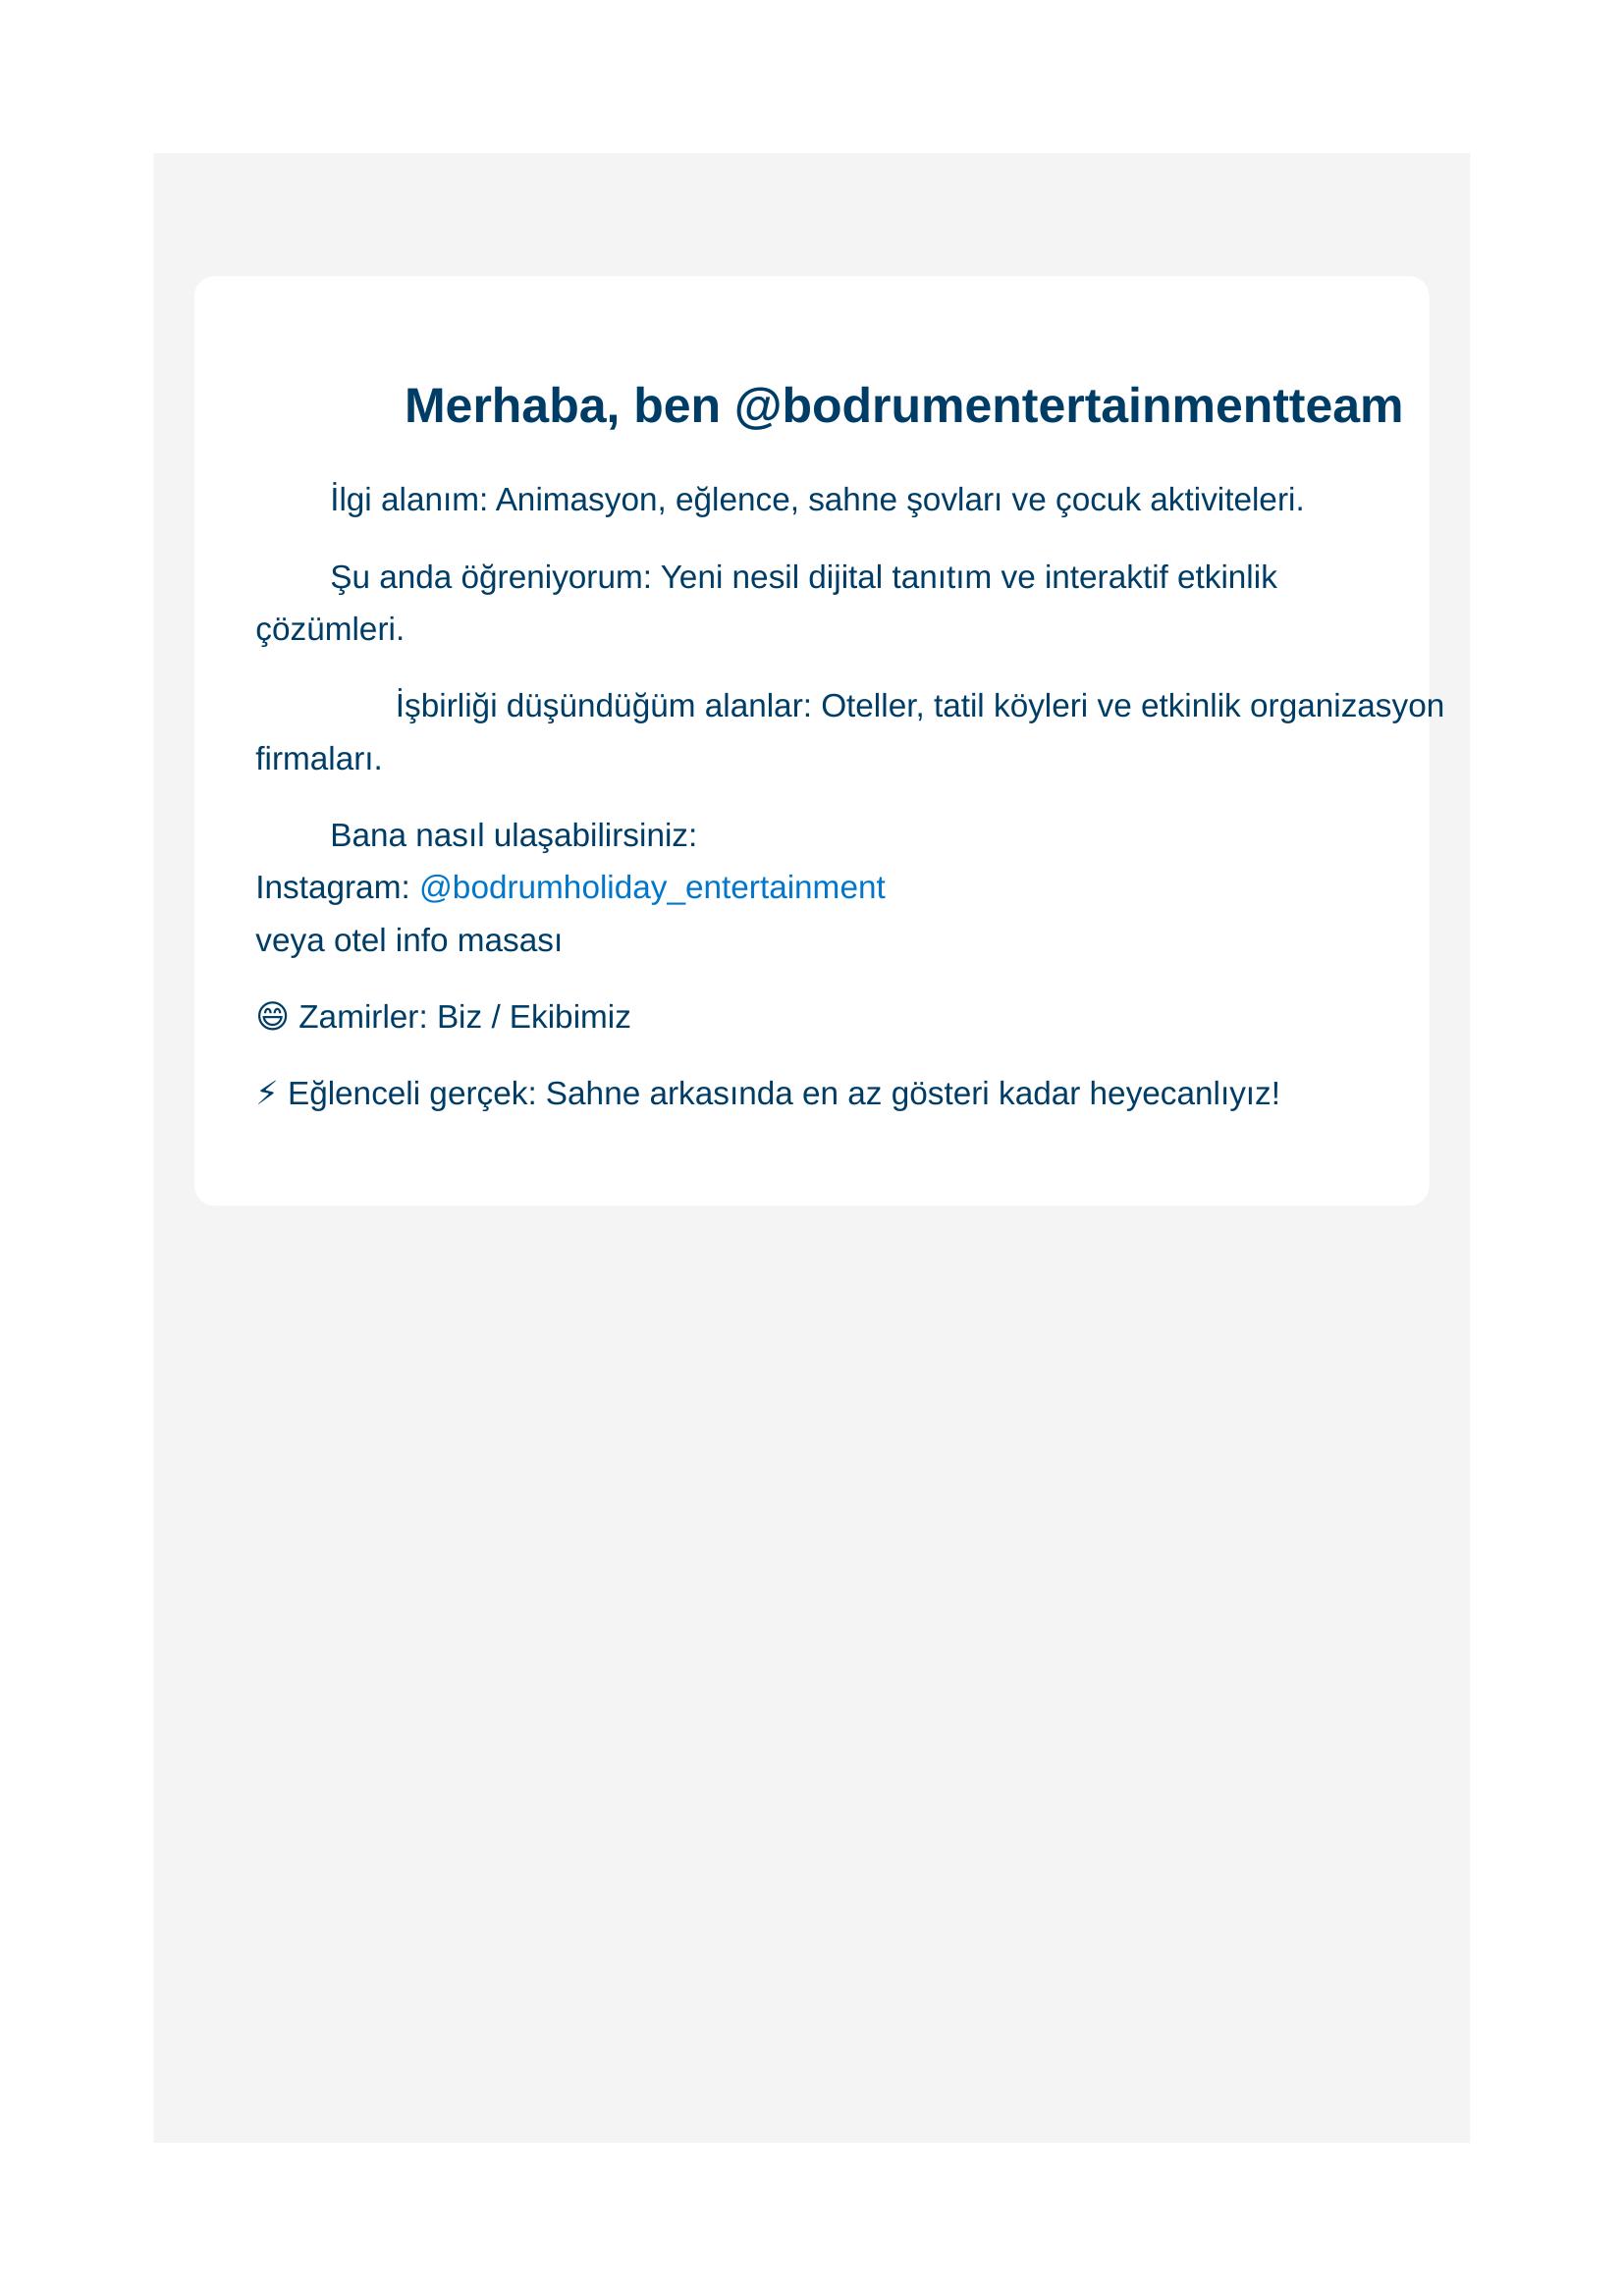 Merhaba, ben @bodrumentertainmentteam
İlgi alanım: Animasyon, eğlence, sahne şovları ve çocuk aktiviteleri.
Şu anda öğreniyorum: Yeni nesil dijital tanıtım ve interaktif etkinlik
çözümleri.
İşbirliği düşündüğüm alanlar: Oteller, tatil köyleri ve etkinlik organizasyon
firmaları.
Bana nasıl ulaşabilirsiniz:
Instagram: @bodrumholiday_entertainment
veya otel info masası
😄 Zamirler: Biz / Ekibimiz
⚡ Eğlenceli gerçek: Sahne arkasında en az gösteri kadar heyecanlıyız!